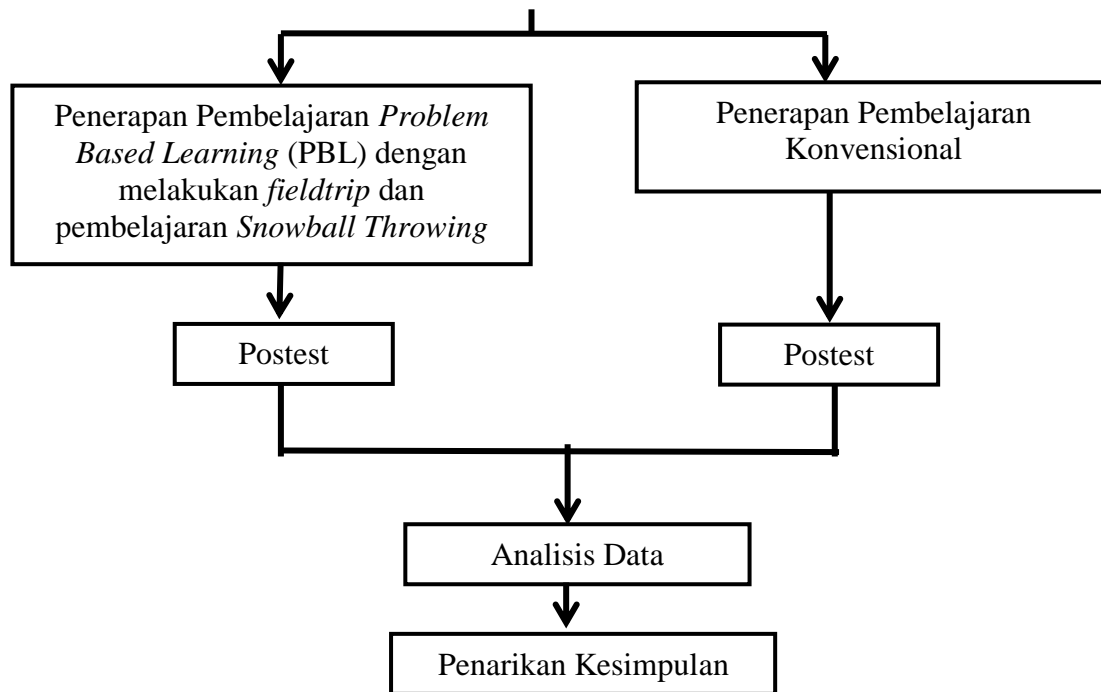 Penerapan Pembelajaran Problem
Based Learning (PBL) dengan
melakukan fieldtrip dan
pembelajaran Snowball Throwing
Penerapan Pembelajaran
Konvensional
Postest
Postest
Analisis Data
Penarikan Kesimpulan